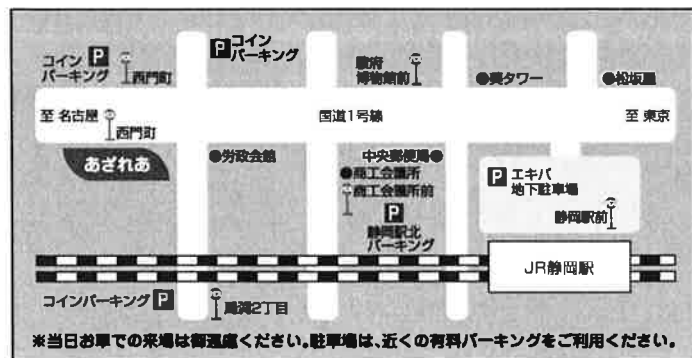 コイン
パーキング
P
西門町
P
コイン
パーキング
駿府
博物館前
●葵タワー
●松坂屋
至 名古屋
西門町
国道1号線
至 東京
あざれあ
●労政会館
中央郵便局●
●商工会議所
商工会議所前
P
静岡駅北
パーキング
P
エキパ
地下駐車場
静岡駅前
JR静岡駅
コインパーキング P
馬渕2丁目
※当日お車での来場は御遠慮ください。駐車場は、近くの有料パーキングをご利用ください。